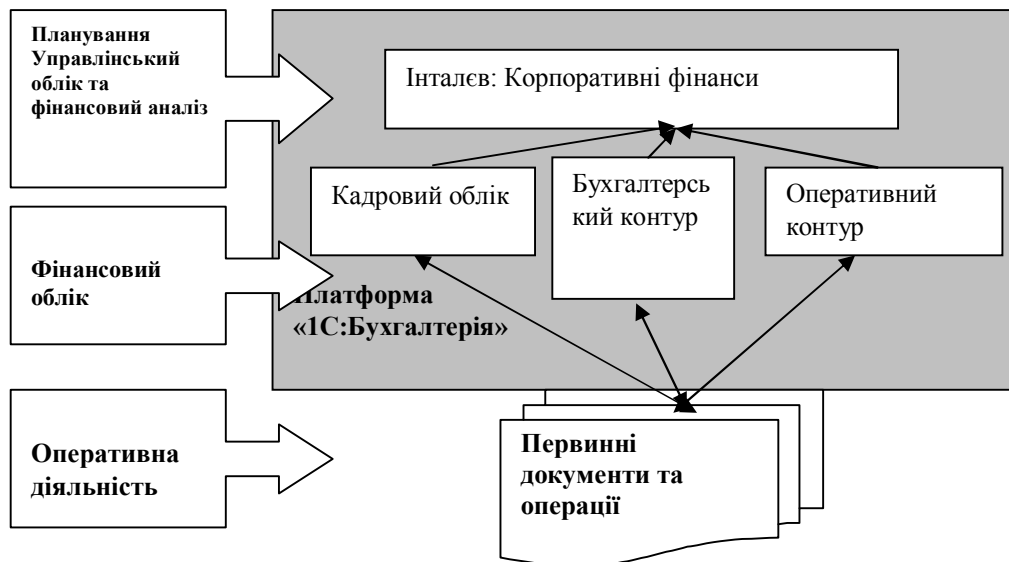 Планування
Управлінський
облік та
фінансовий аналіз
Інталєв: Корпоративні фінанси
Кадровий облік
Бухгалтерсь
кий контур
Оперативний
контур
Фінансовий
облік
Платформа
«1С:Бухгалтерія»
Оперативна
діяльність
Первинні
документи та
операції